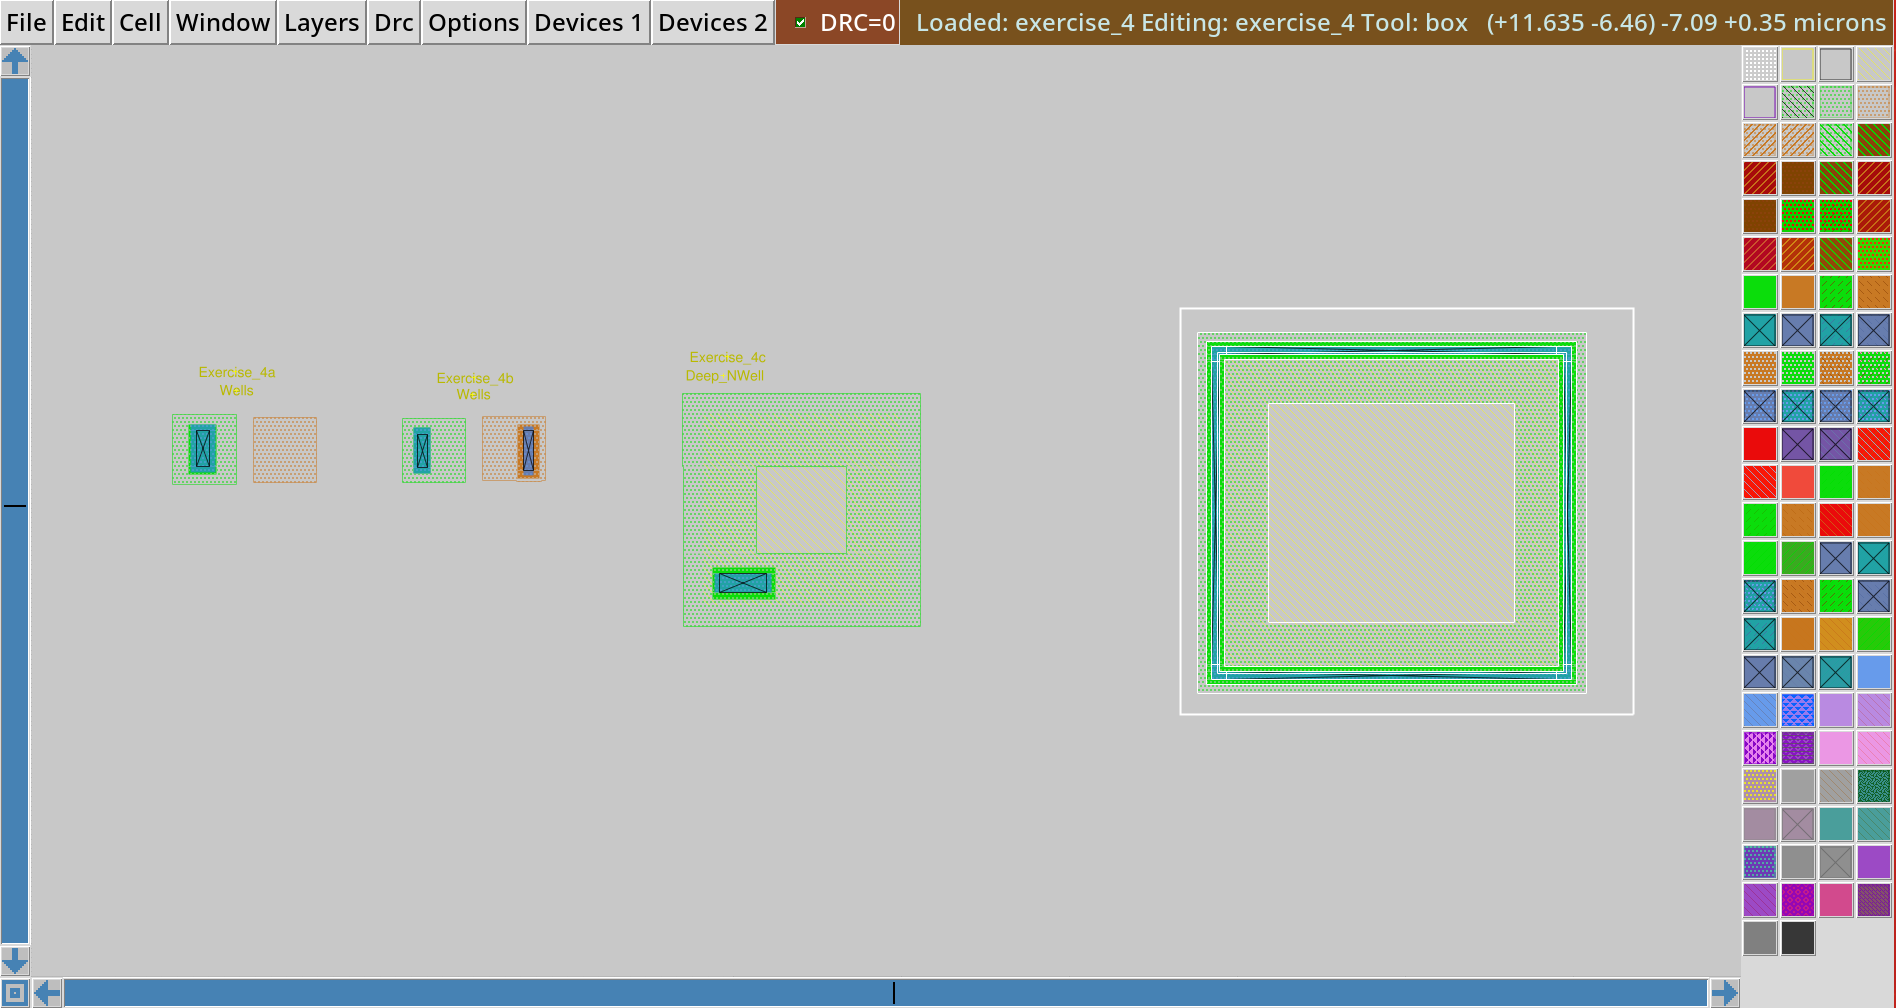 File Edit Cell Window Layers Drc Options Devices 1 Devices 2 DRC=0 Loaded: exercise_4 Editing: exercise_4 Tool: box (+11.635 -6.46) -7.09 +0.35 microns
Exercise_4a
Wells
Exercise_4b
Wells
Exercise_4c
Deep_NWell